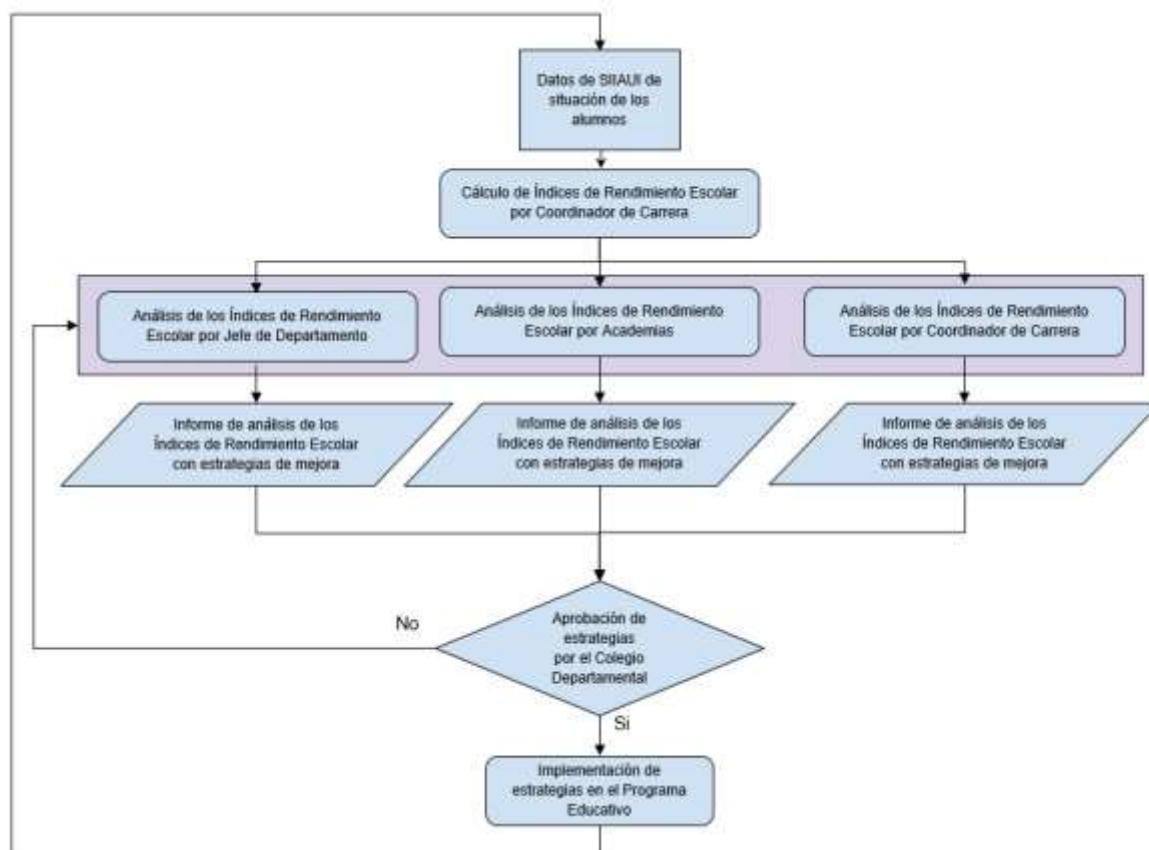 Datos de SIIAUI de
situación de los
alumnos
Cálculo de Índices de Rendimiento Escolar
por Coordinador de Carrera
Análisis de los Índices de Rendimiento
Escolar por Jefe de Departamento
Análisis de los Índices de Rendimiento
Escolar por Academias
Análisis de los Índices de Rendimiento
Escolar por Coordinador de Carrera
Informe de análisis de los
Índices de Rendimiento Escolar
con estrategias de mejora
Informe de análisis de los
Índices de Rendimiento Escolar
con estrategias de mejora
Informe de análisis de los
Índices de Rendimiento Escolar
con estrategias de mejora
Aprobación de
estrategias
por el Colegio
Departamental
No
Si
Implementación de
estrategias en el Programa
Educativo